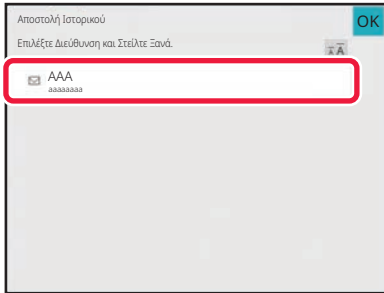 Αποστολή Ιστορικού
OK
Επιλέξτε Διεύθυνση και Στείλτε Ξανά.
AAA
aaaaaaaa